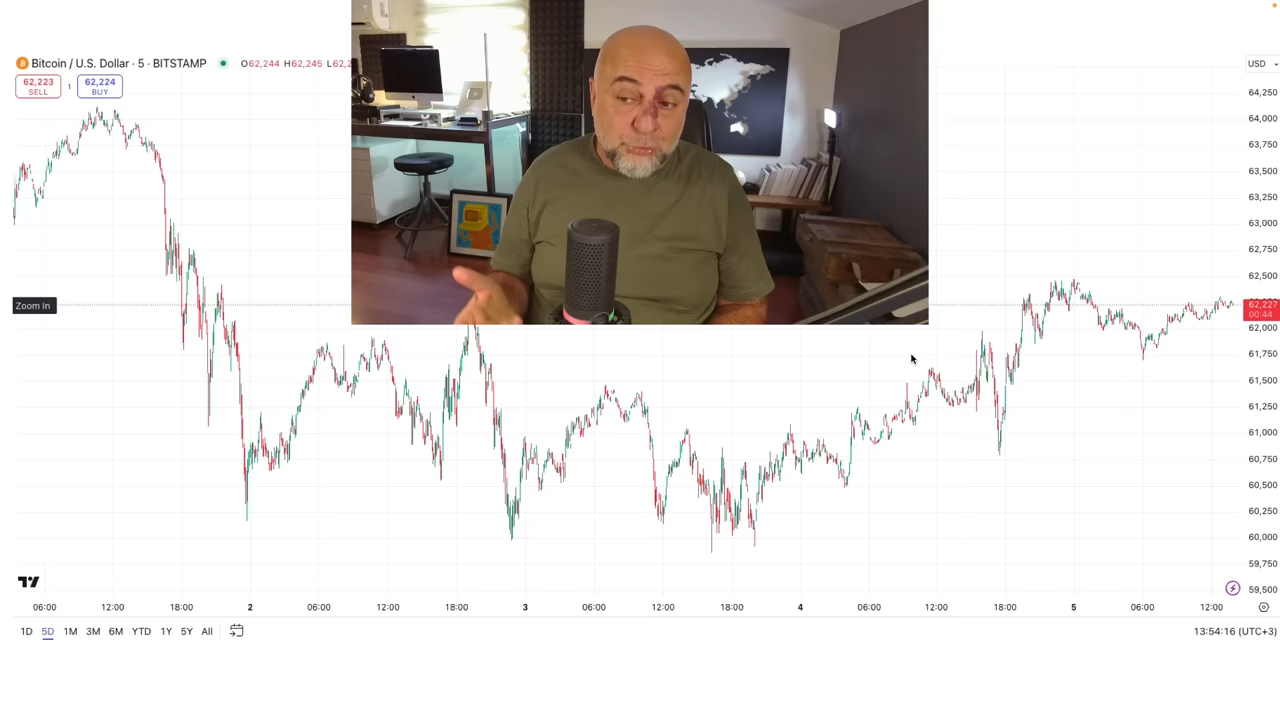 Bitcoin / U.S. Dollar · 5 · BITSTAMP O62,244 H62,245 L62,2
62,223 SELL
1
62,224 BUY
USD
64,250
64,000
63,750
63,500
63,250
63,000
62,750
62,500
Zoom In
62,227
00:44
62,000
61,750
61,500
61,250
61,000
60,750
60,500
60,250
60,000
59,750
59,500
06:00 12:00 18:00 2 06:00 12:00 18:00 3 06:00 12:00 18:00 4 06:00 12:00 18:00 5 06:00 12:00
1D 5D 1M 3M 6M YTD 1Y 5Y All
13:54:16 (UTC+3)